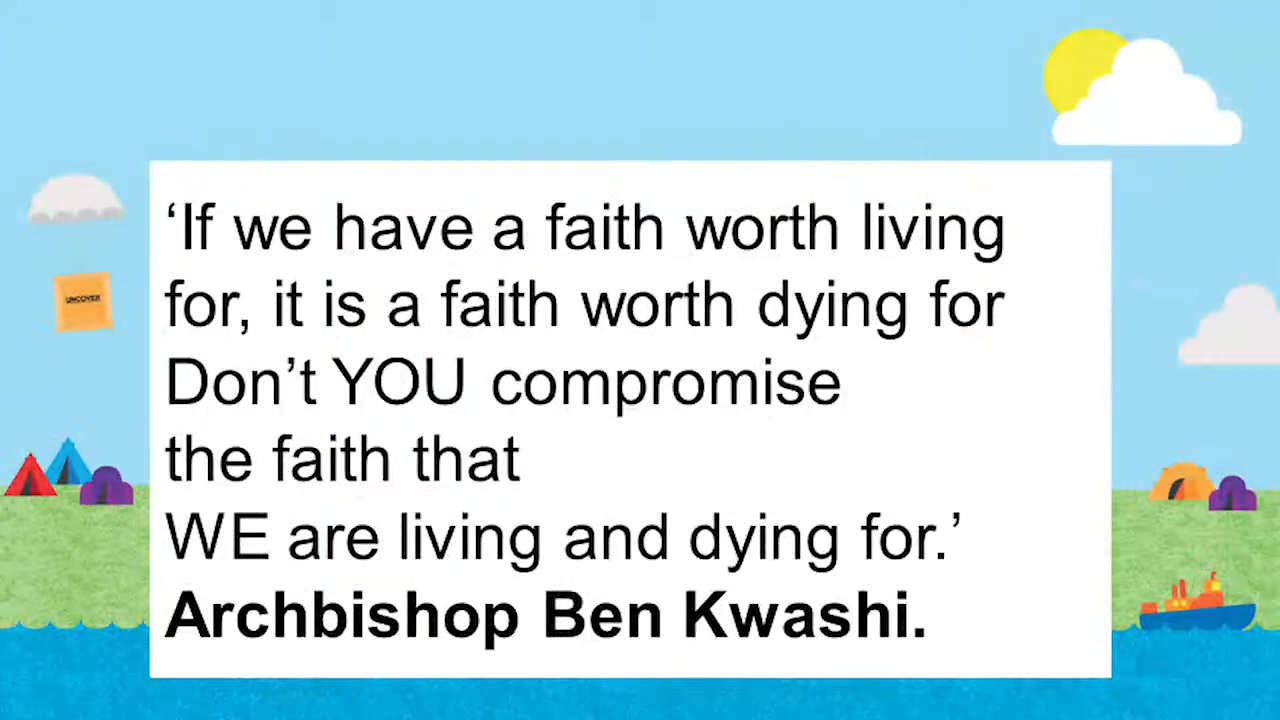 ‘If we have a faith worth living
for, it is a faith worth dying for
Don’t YOU compromise
the faith that
WE are living and dying for.’
Archbishop Ben Kwashi.
UNCOVER